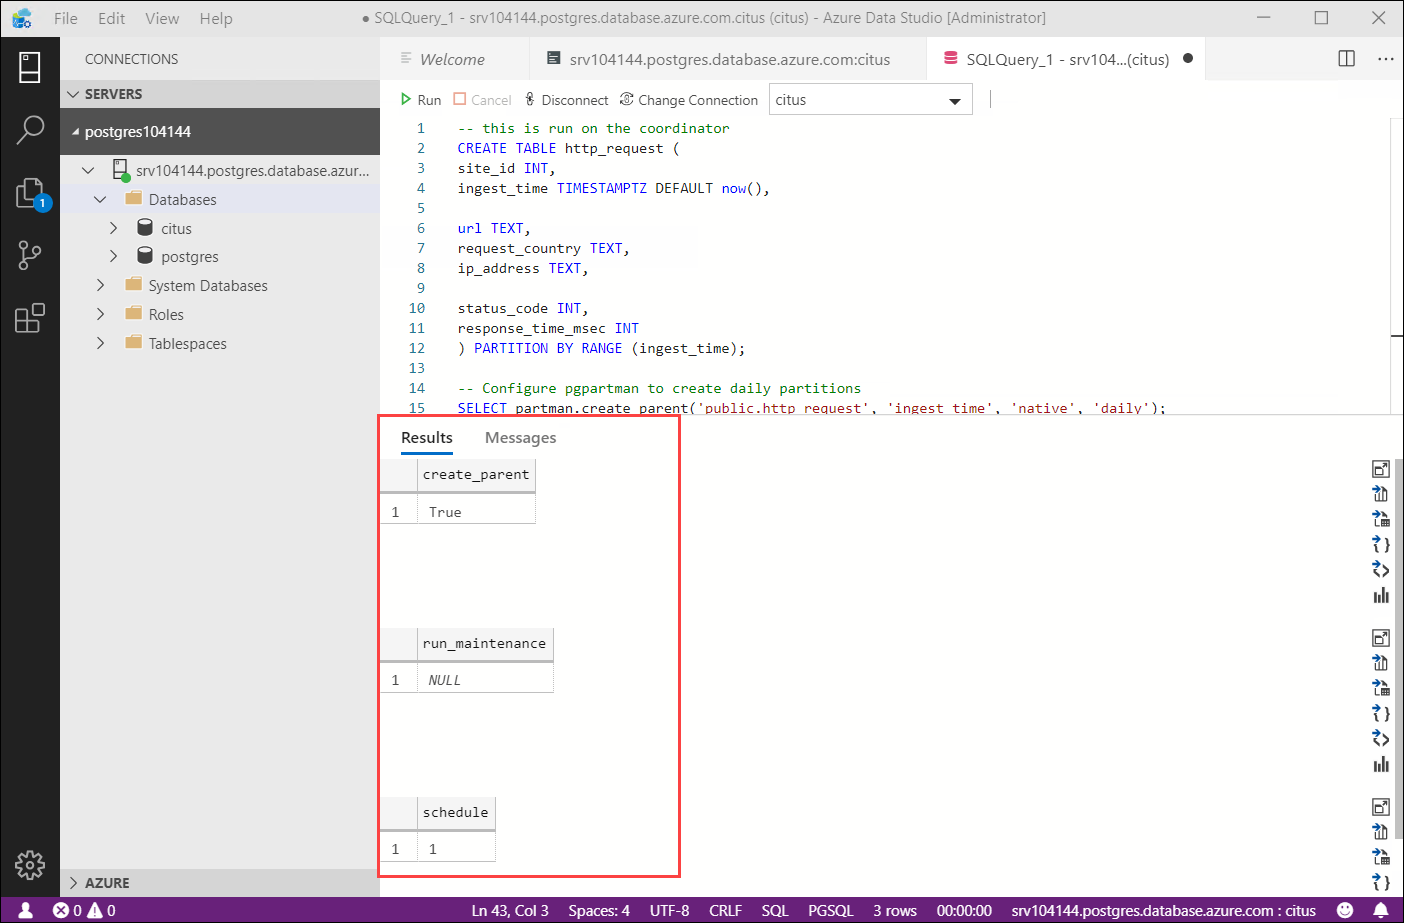 File Edit View Help
● SQLQuery_1 - srv104144.postgres.database.azure.com.citus (citus) - Azure Data Studio [Administrator]
CONNECTIONS
SERVERS
postgres104144
srv104144.postgres.database.azur...
Databases
citus
postgres
System Databases
Roles
Tablespaces
AZURE
1
Welcome
srv104144.postgres.database.azure.com:citus
SQLQuery_1 - srv104...(citus)
Run Cancel Disconnect Change Connection citus
1 -- this is run on the coordinator
2 CREATE TABLE http_request (
3 site_id INT,
4 ingest_time TIMESTAMPTZ DEFAULT now(),
5
6 url TEXT,
7 request_country TEXT,
8 ip_address TEXT,
9
10 status_code INT,
11 response_time_msec INT
12 ) PARTITION BY RANGE (ingest_time);
13
14 -- Configure pgpartman to create daily partitions
15 SELECT partman.create_parent('public.http_request', 'ingest_time', 'native', 'daily');
Results Messages
create_parent
1 True
run_maintenance
1 NULL
schedule
1 1
0 0
Ln 43, Col 3 Spaces: 4 UTF-8 CRLF SQL PGSQL 3 rows 00:00:00 srv104144.postgres.database.azure.com : citus